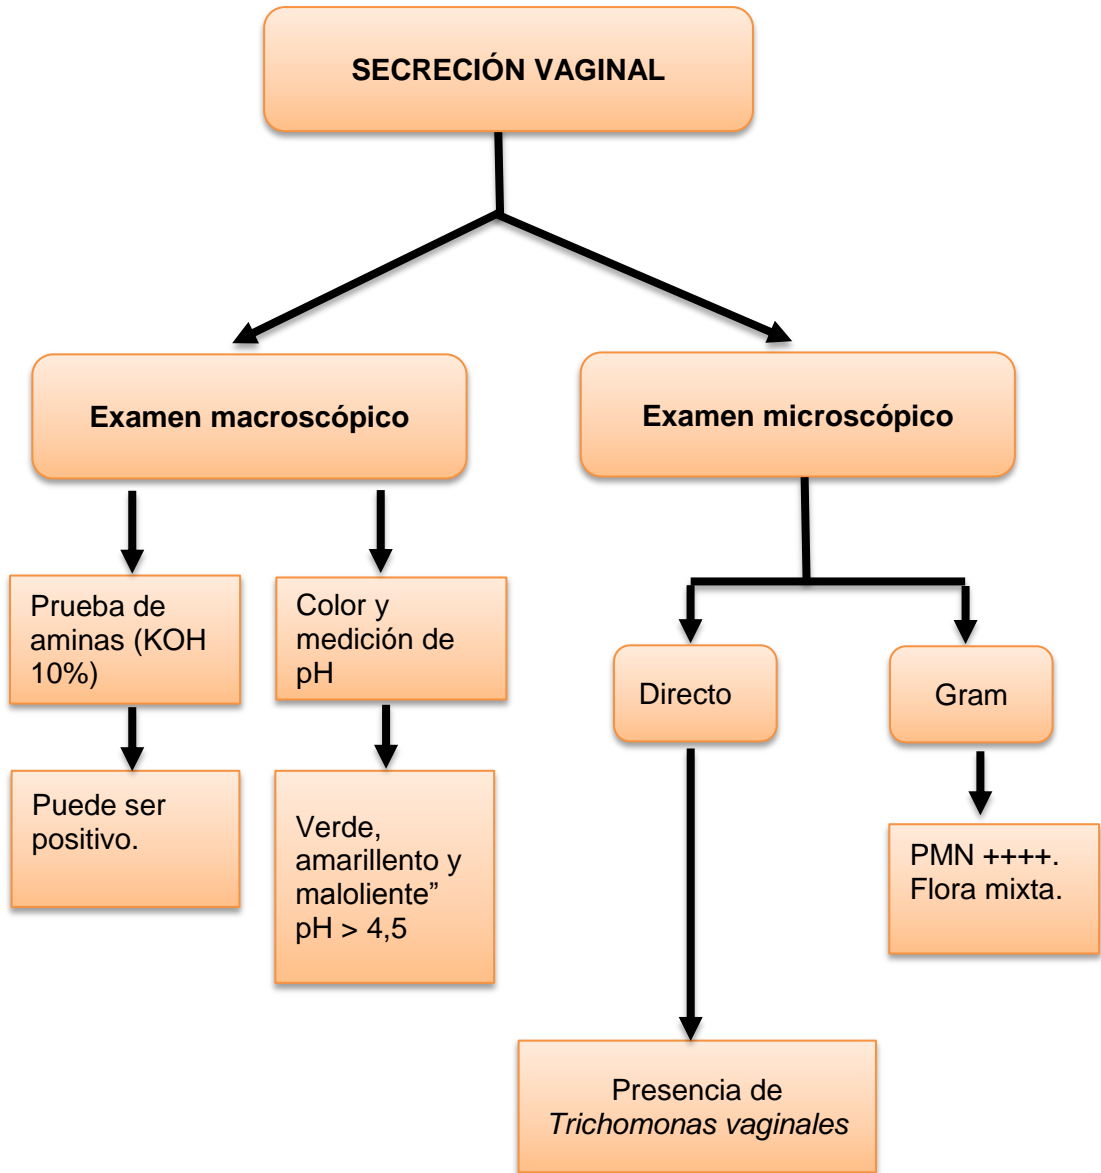 SECRECIÓN VAGINAL
Examen macroscópico
Examen microscópico
Prueba de
aminas (KOH
10%)
Color y
medición de
pH
Directo
Gram
Puede ser
positivo.
Verde,
amarillento y
maloliente”
pH > 4,5
PMN ++++.
Flora mixta.
Presencia de
Trichomonas vaginales